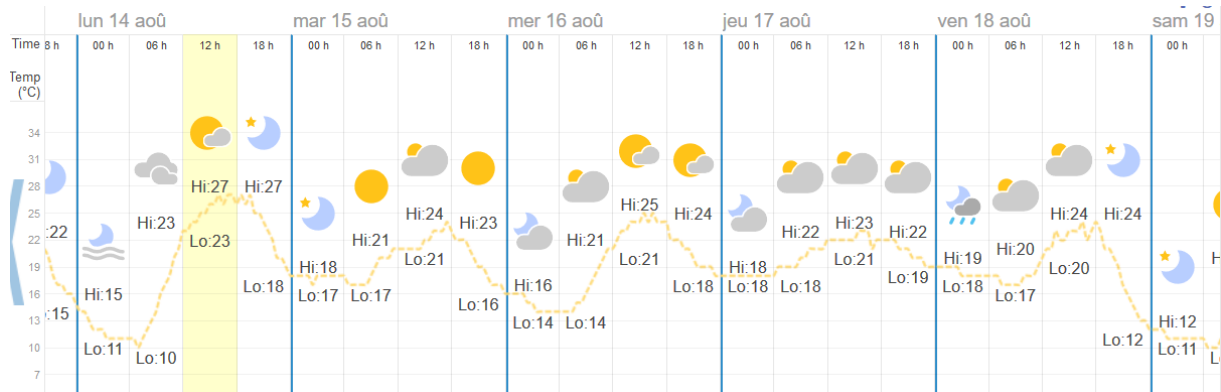 lun 14 aoû mar 15 aoû mer 16 aoû jeu 17 aoû ven 18 aoû sam 19
Time 8 h 00 h 06 h 12 h 18 h 00 h 06 h 12 h 18 h 00 h 06 h 12 h 18 h 00 h 06 h 12 h 18 h 00 h 06 h 12 h 18 h 00 h
Temp
(°C)
34
31
28
25
22
19
16
13
10
7
:22 Hi:15 Hi:23 Hi:27 Hi:27 Hi:18 Hi:21 Hi:24 Hi:23 Hi:16 Hi:21 Hi:25 Hi:24 Hi:18 Hi:22 Hi:23 Hi:22 Hi:19 Hi:20 Hi:24 Hi:24 Hi:12
:15 Lo:11 Lo:10 Lo:23 Lo:18 Lo:17 Lo:17 Lo:21 Lo:16 Lo:14 Lo:14 Lo:21 Lo:18 Lo:18 Lo:18 Lo:21 Lo:19 Lo:18 Lo:17 Lo:20 Lo:12 Lo:11